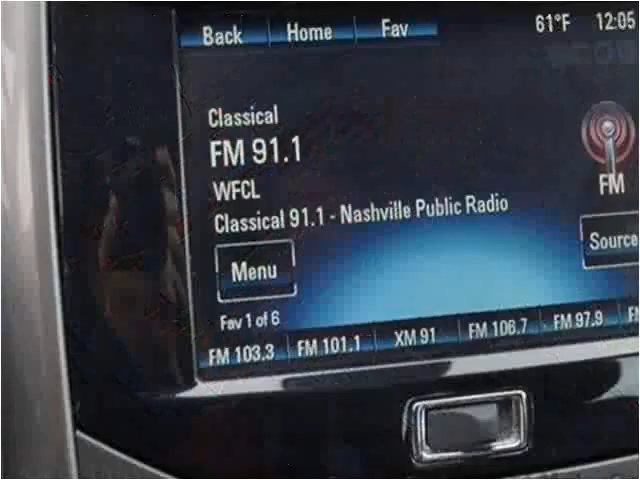 Back Home Fav 61°F 12:05
Classical
FM 91.1
WFCL
FM
Classical 91.1 - Nashville Public Radio
Source
Menu
Fav 1 of 6
FM 103.3 FM 101.1 XM 91 FM 106.7 FM 97.9